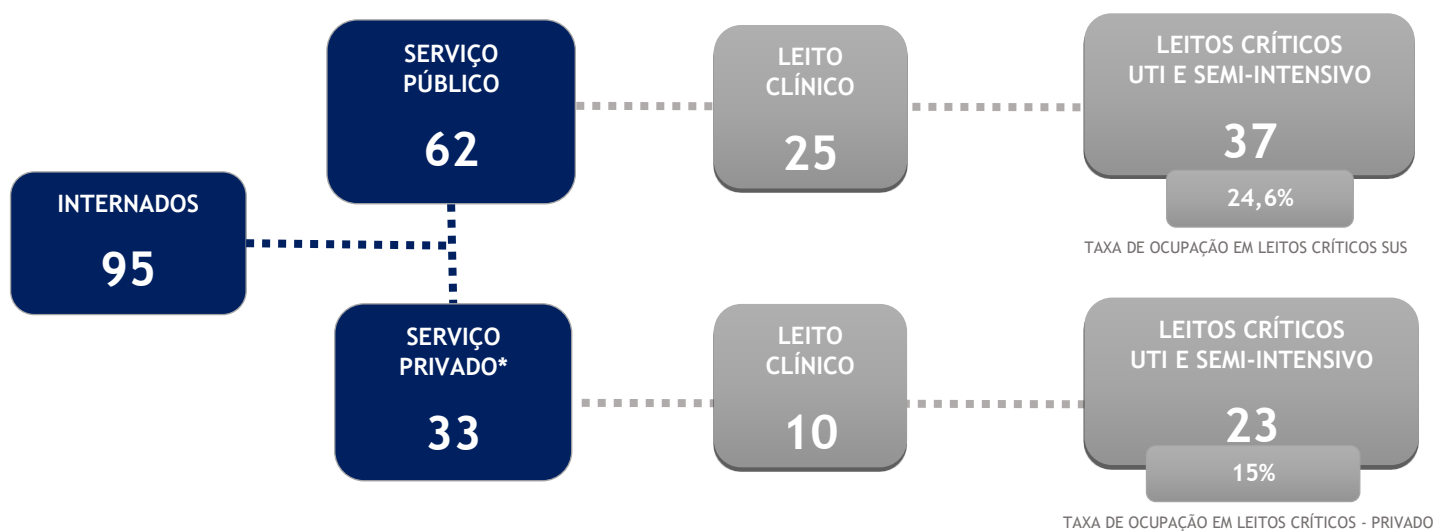 INTERNADOS
95
SERVIÇO
PÚBLICO
62
LEITO
CLÍNICO
25
LEITOS CRÍTICOS
UTI E SEMI-INTENSIVO
37
24,6%
TAXA DE OCUPAÇÃO EM LEITOS CRÍTICOS SUS
SERVIÇO
PRIVADO*
33
LEITO
CLÍNICO
10
LEITOS CRÍTICOS
UTI E SEMI-INTENSIVO
23
15%
TAXA DE OCUPAÇÃO EM LEITOS CRÍTICOS - PRIVADO